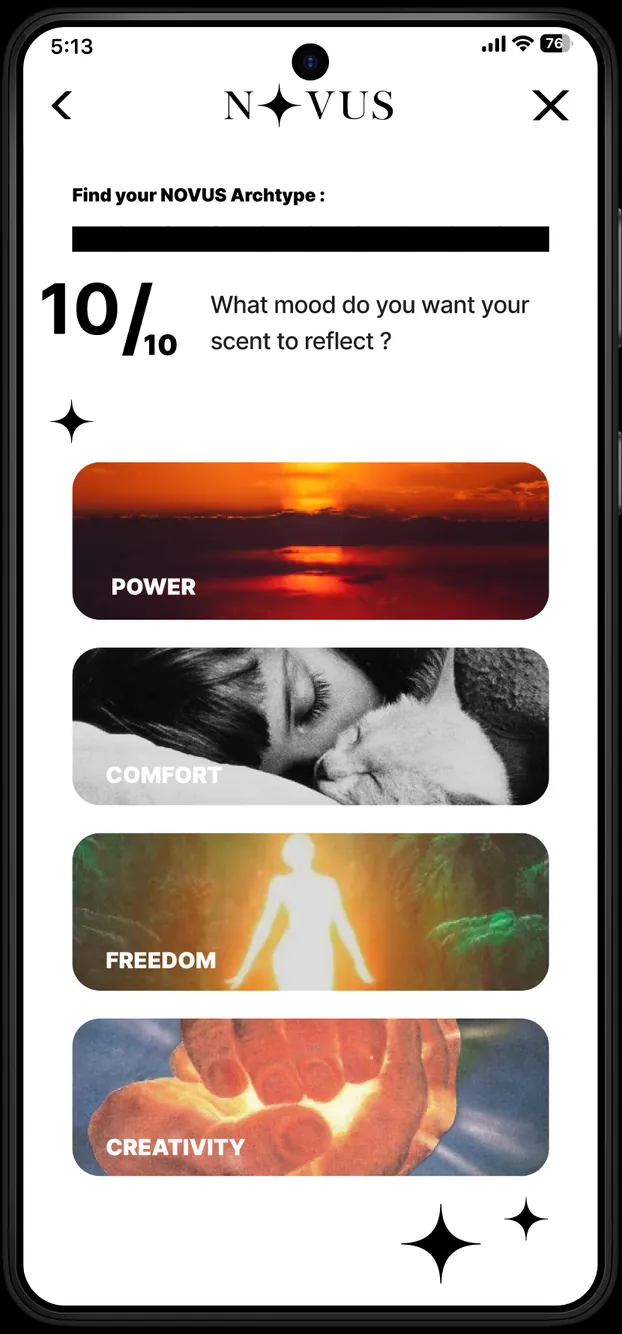 5:13
76
N✦VUS
Find your NOVUS Archtype :
10/10
What mood do you want your
scent to reflect ?
POWER
COMFORT
FREEDOM
CREATIVITY